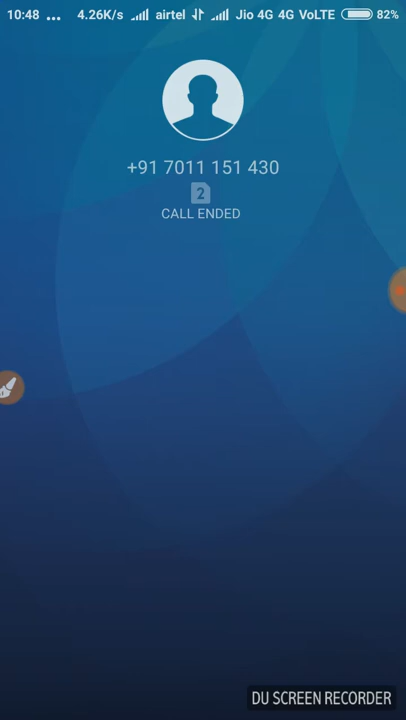 10:48 ... 4.26K/s airtel Jio 4G 4G VoLTE 82%
+91 7011 151 430
2
CALL ENDED
DU SCREEN RECORDER